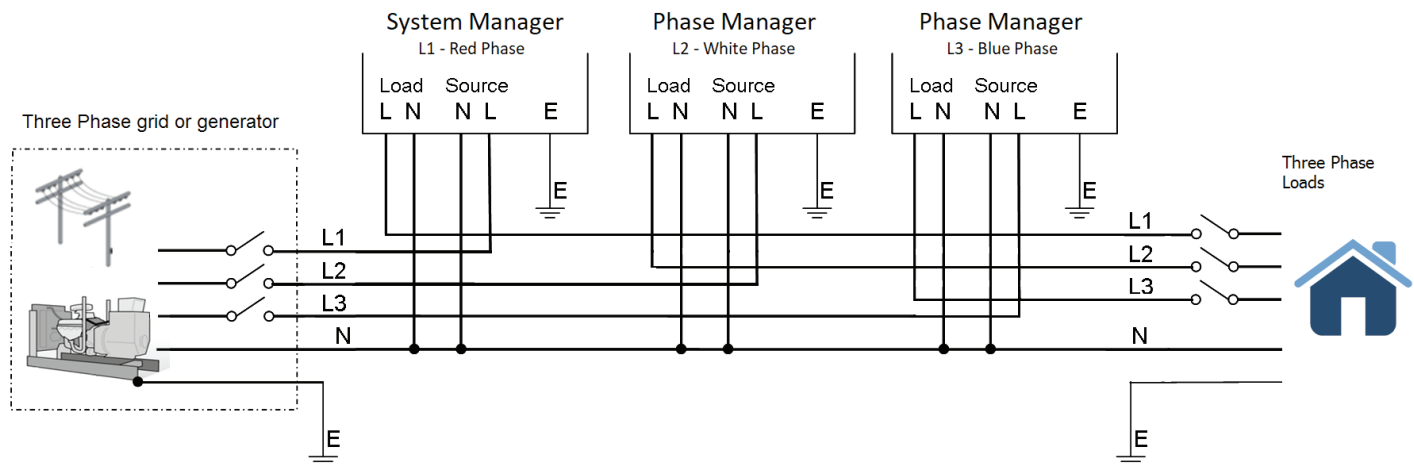 System Manager
L1 - Red Phase
Phase Manager
L2 - White Phase
Phase Manager
L3 - Blue Phase
Load Source
L N N L E
Load Source
L N N L E
Load Source
L N N L E
Three Phase grid or generator
Three Phase
Loads
E
E
E
L1
L2
L3
N
L1
L2
L3
N
E
E